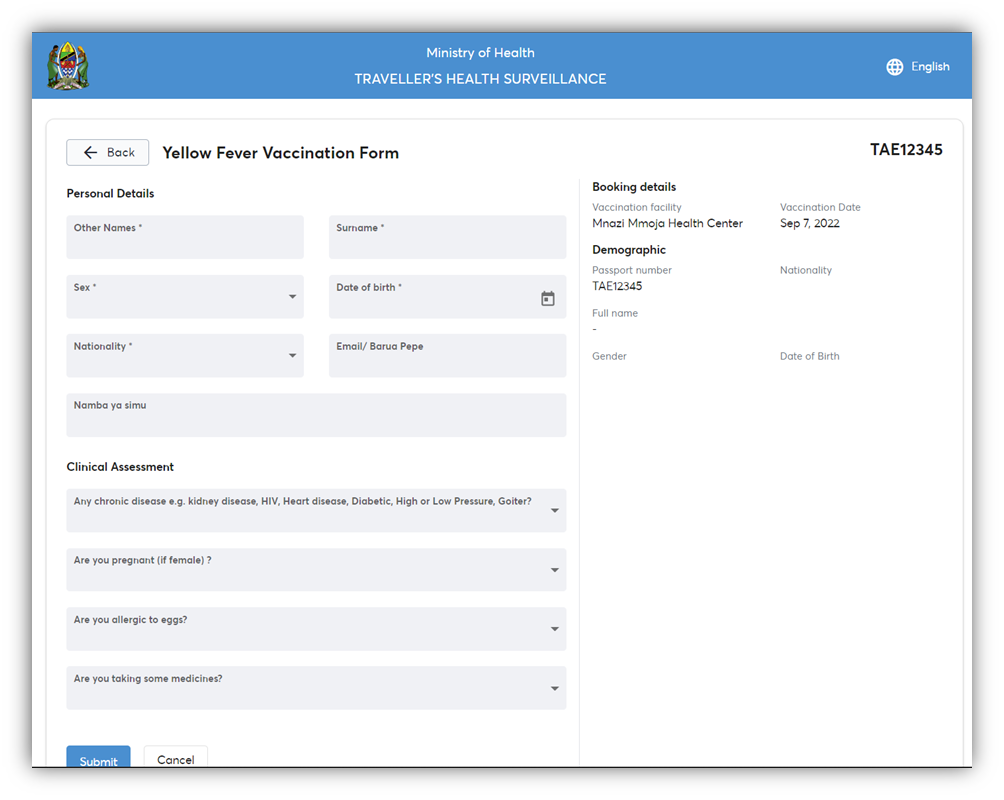 Ministry of Health
TRAVELLER'S HEALTH SURVEILLANCE
English
Back
Yellow Fever Vaccination Form
TAE12345
Personal Details
Other Names *
Surname *
Sex *
Date of birth *
Nationality *
Email/ Barua Pepe
Namba ya simu
Clinical Assessment
Any chronic disease e.g. kidney disease, HIV, Heart disease, Diabetic, High or Low Pressure, Goiter?
Are you pregnant (if female) ?
Are you allergic to eggs?
Are you taking some medicines?
Submit
Cancel
Booking details
Vaccination facility
Vaccination Date
Mnazi Mmoja Health Center
Sep 7, 2022
Demographic
Passport number
Nationality
TAE12345
Full name
-
Gender
Date of Birth